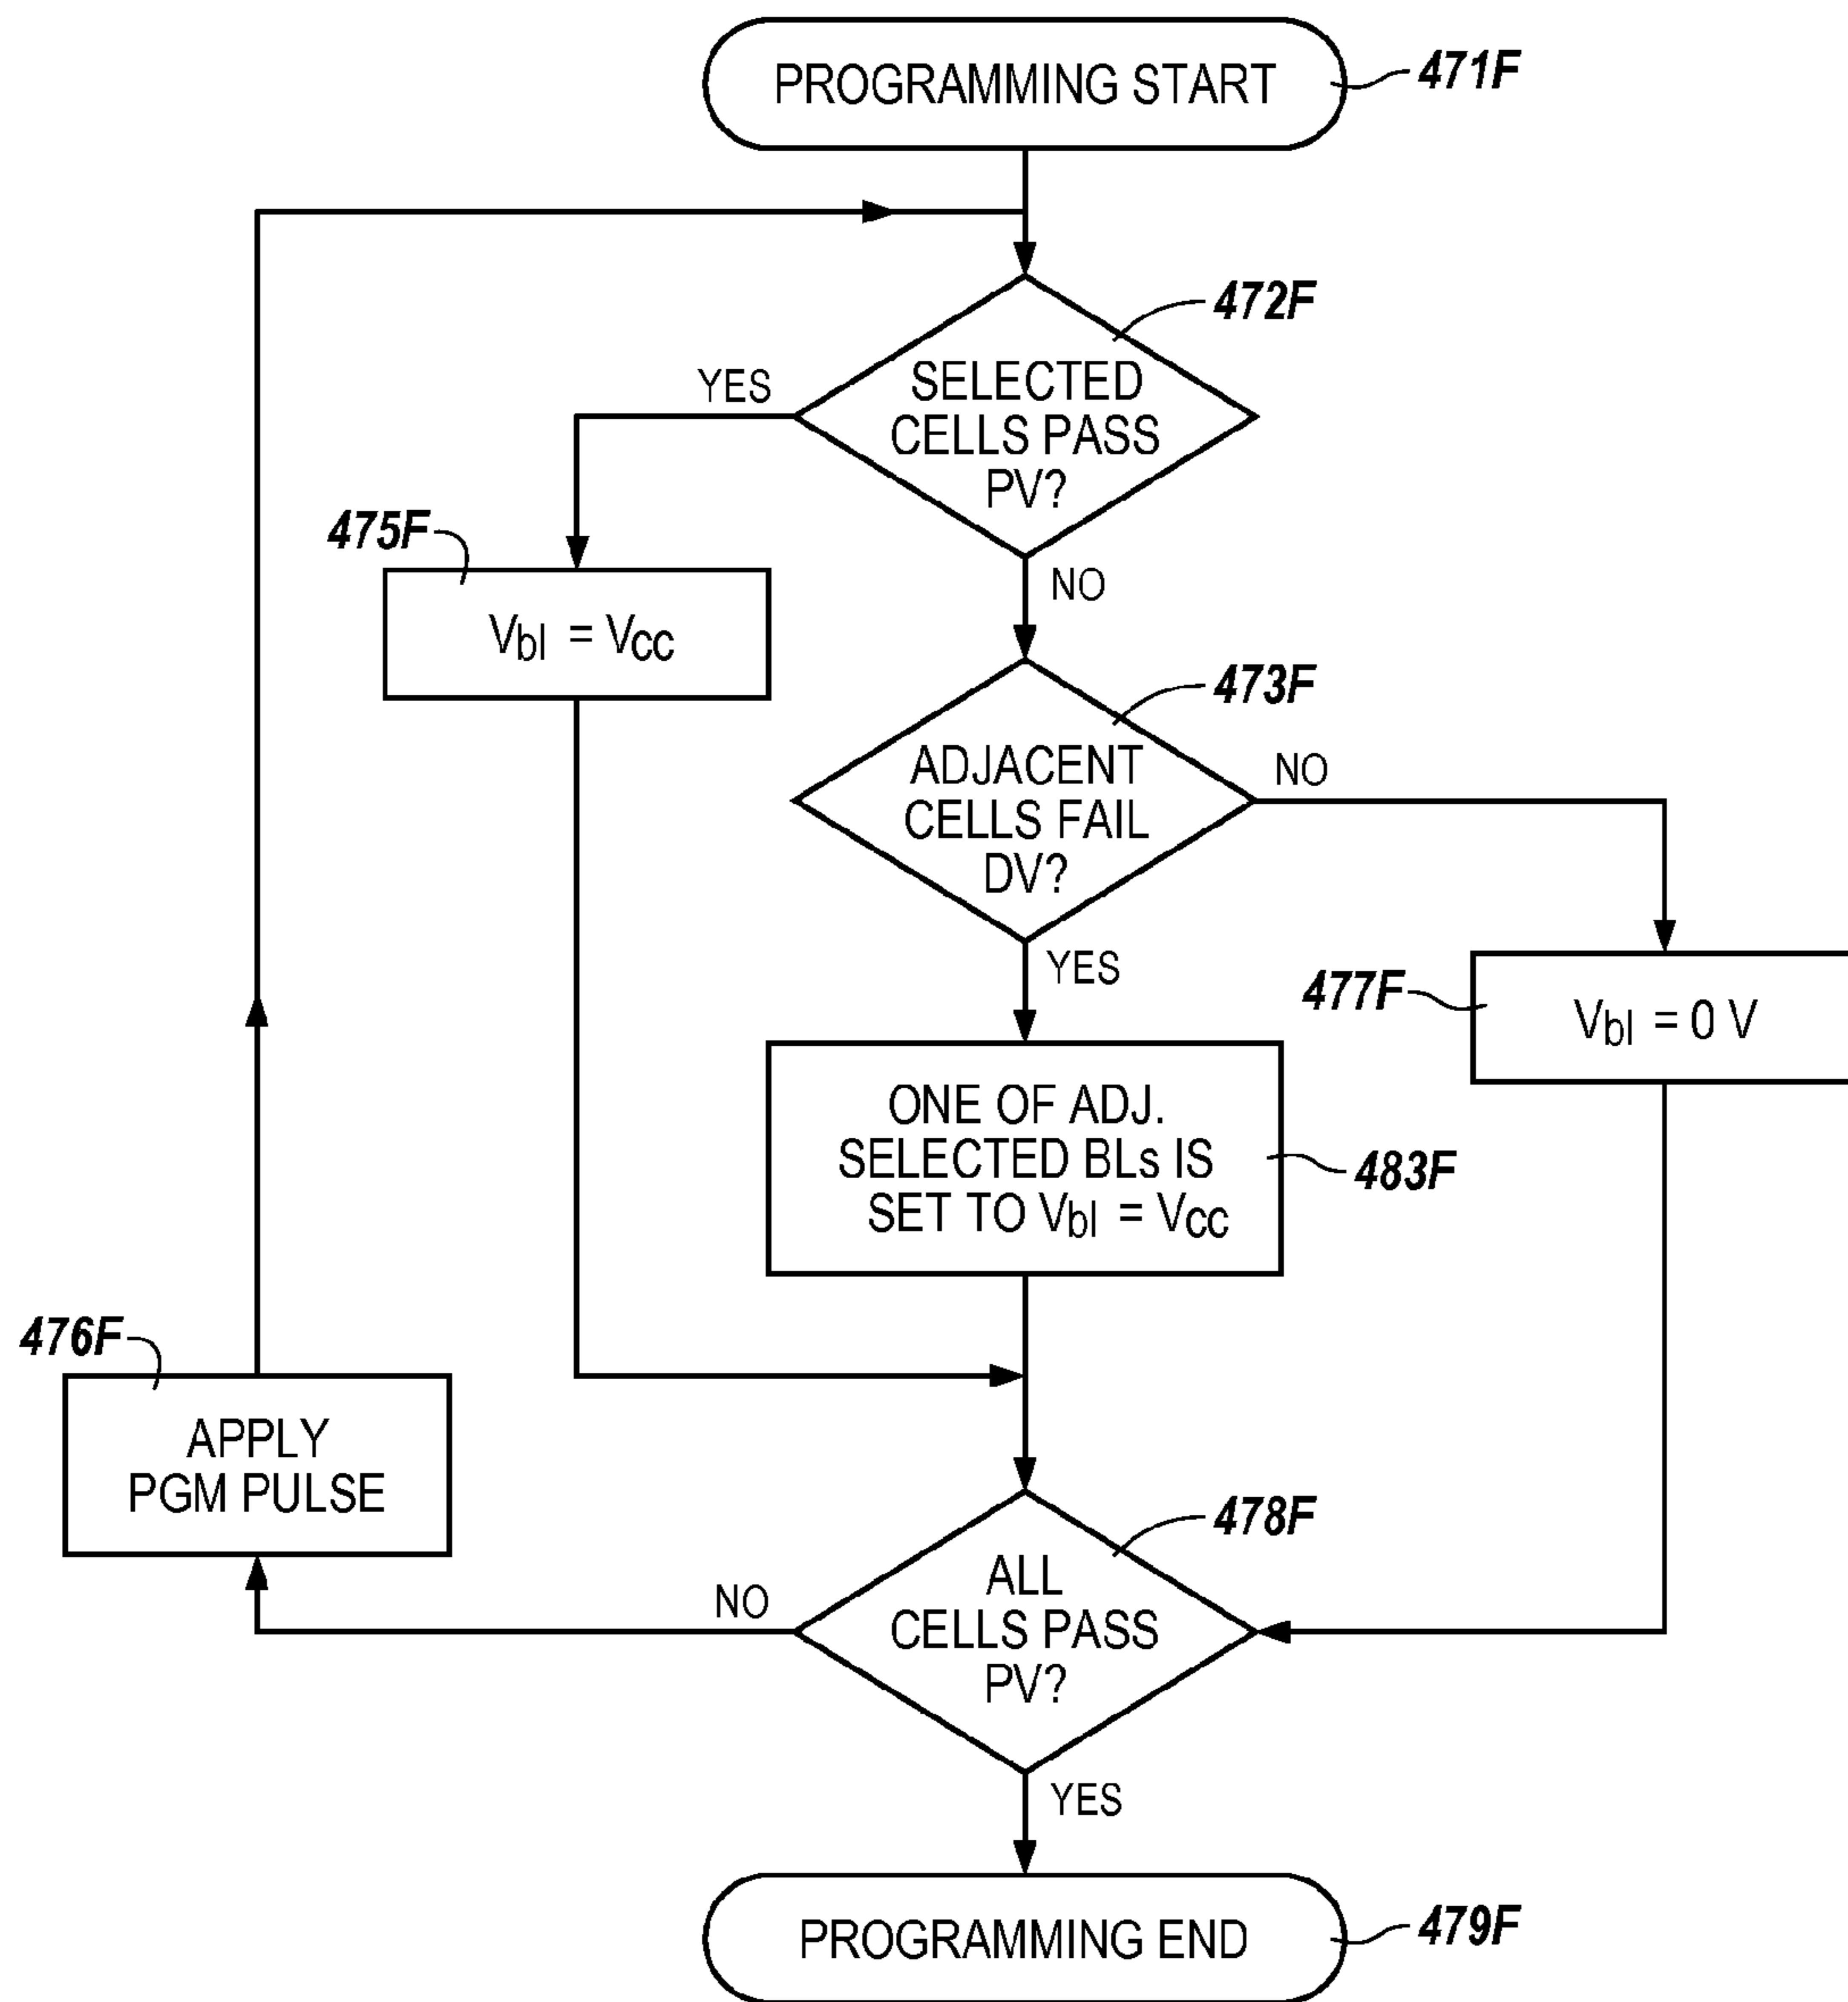 PROGRAMMING START
471F
472F
YES
SELECTED
CELLS PASS
PV?
475F
NO
Vbl = Vcc
473F
ADJACENT
CELLS FAIL
DV?
NO
YES
477F
Vbl = 0 V
ONE OF ADJ.
SELECTED BLs IS
SET TO Vbl = Vcc
483F
476F
APPLY
PGM PULSE
478F
ALL
CELLS PASS
PV?
NO
YES
PROGRAMMING END
479F